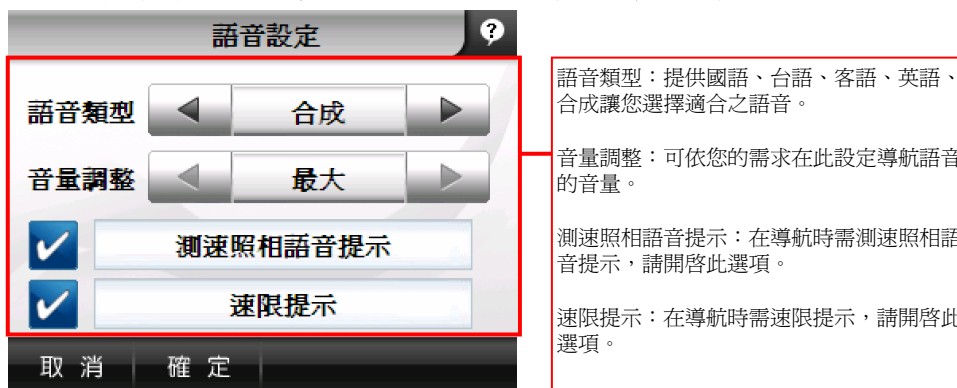 語音設定
?
語音類型
合成
音量調整
最大
測速照相語音提示
速限提示
取 消
確 定
語音類型：提供國語、台語、客語、英語、
合成讓您選擇適合之語音。
音量調整：可依您的需求在此設定導航語音
的音量。
測速照相語音提示：在導航時需測速照相語
音提示，請開啓此選項。
速限提示：在導航時需速限提示，請開啓此
選項。